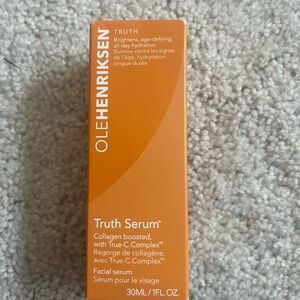 OLEHENRIKSEN
TRUTH
Brightens, age-defying,
all-day hydration
Illumine, contre les signes
de l'âge, hydratation
longue durée
Truth Serum®
Collagen boosted,
with True-C Complex™
Regorge de collagène,
avec True-C Complex™
Facial serum
Sérum pour le visage
30ML/1FL.OZ.